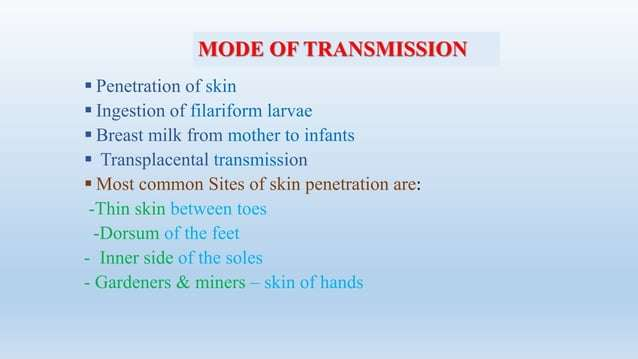 MODE OF TRANSMISSION
▪ Penetration of skin
▪ Ingestion of filariform larvae
▪ Breast milk from mother to infants
▪ Transplacental transmission
▪ Most common Sites of skin penetration are:
-Thin skin between toes
-Dorsum of the feet
- Inner side of the soles
- Gardeners & miners – skin of hands